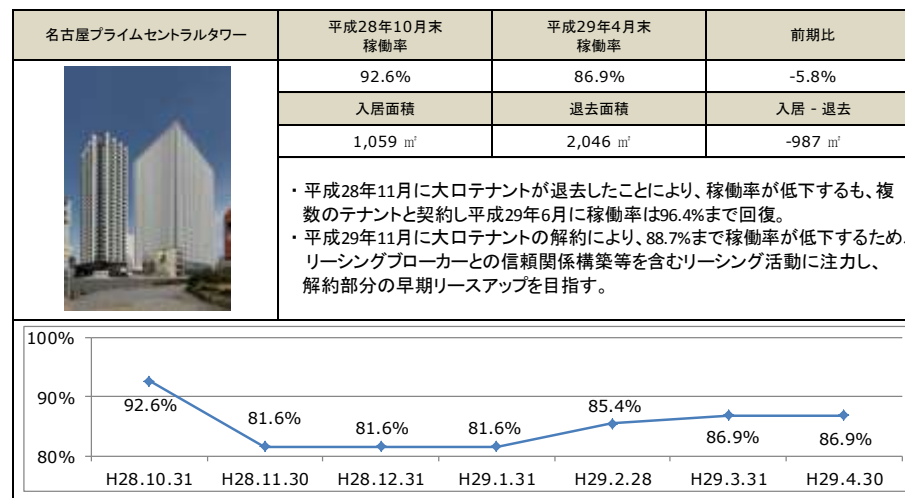 名古屋プライムセントラルタワー
平成28年10月末
稼働率
平成29年4月末
稼働率
前期比
92.6%
86.9%
-5.8%
入居面積
退去面積
入居 - 退去
1,059 ㎡
2,046 ㎡
-987 ㎡
・平成28年11月に大口テナントが退去したことにより、稼働率が低下するも、複
数のテナントと契約し平成29年6月に稼働率は96.4%まで回復。
・平成29年11月に大口テナントの解約により、88.7%まで稼働率が低下するため、
リーシングブローカーとの信頼関係構築等を含むリーシング活動に注力し、
解約部分の早期リースアップを目指す。
100%
90%
80%
92.6%
81.6%
81.6%
81.6%
85.4%
86.9%
86.9%
H28.10.31
H28.11.30
H28.12.31
H29.1.31
H29.2.28
H29.3.31
H29.4.30